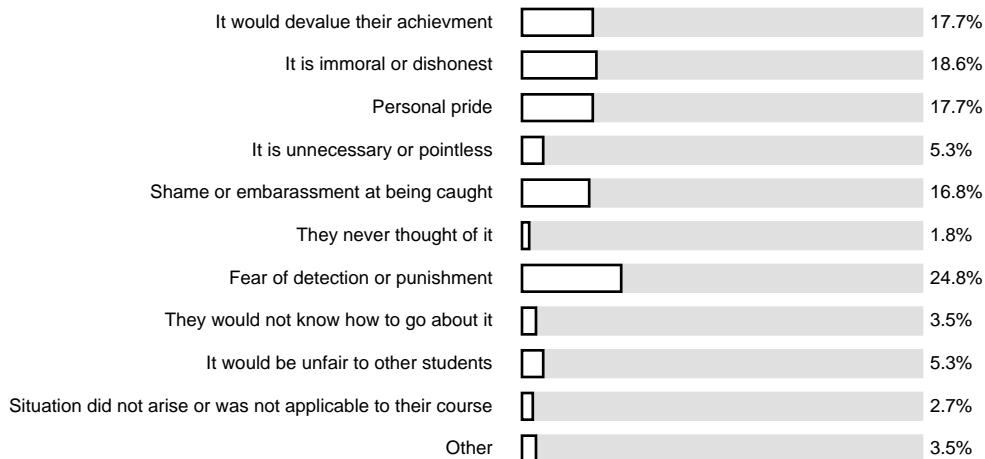 It would devalue their achievment 17.7%
It is immoral or dishonest 18.6%
Personal pride 17.7%
It is unnecessary or pointless 5.3%
Shame or embarassment at being caught 16.8%
They never thought of it 1.8%
Fear of detection or punishment 24.8%
They would not know how to go about it 3.5%
It would be unfair to other students 5.3%
Situation did not arise or was not applicable to their course 2.7%
Other 3.5%